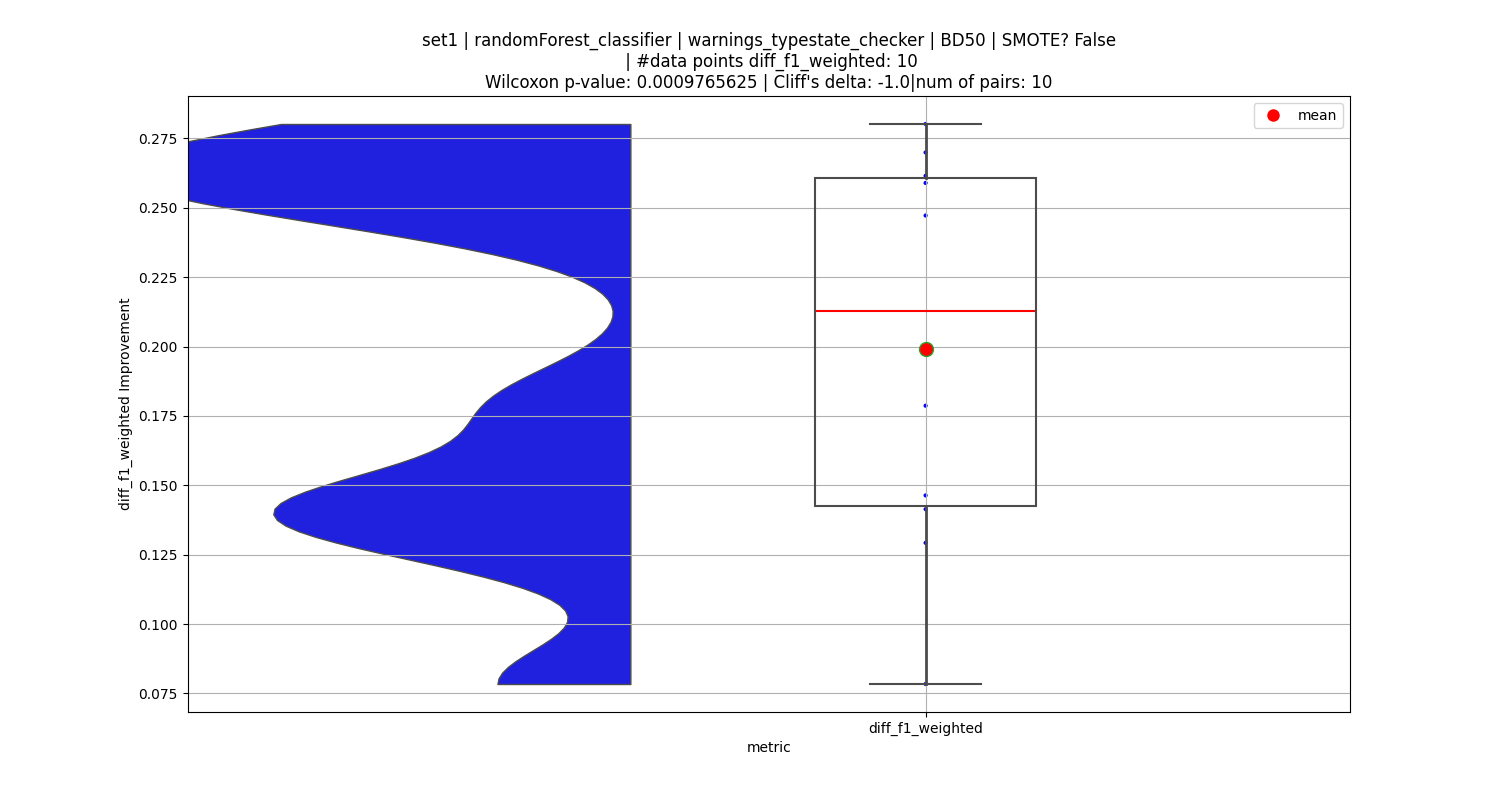 set1 | randomForest_classifier | warnings_typestate_checker | BD50 | SMOTE? False
| #data points diff_f1_weighted: 10
Wilcoxon p-value: 0.0009765625 | Cliff's delta: -1.0|num of pairs: 10
mean
0.275
0.250
0.225
0.200
0.175
0.150
0.125
0.100
0.075
diff_f1_weighted Improvement
diff_f1_weighted
metric